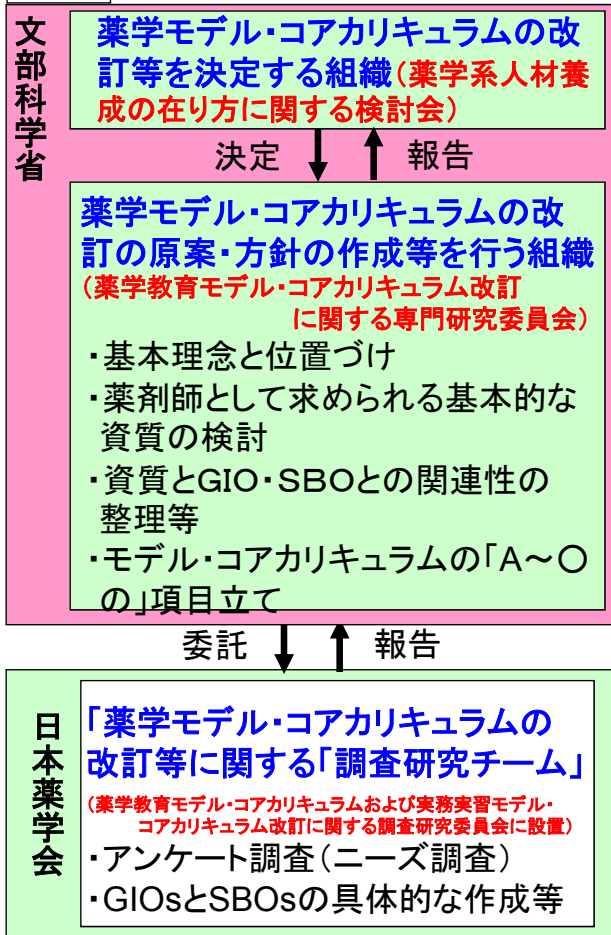 文部科学省
薬学モデル・コアカリキュラムの改
訂等を決定する組織(薬学系人材養
成の在り方に関する検討会)
決定 報告
薬学モデル・コアカリキュラムの改
訂の原案・方針の作成等を行う組織
(薬学教育モデル・コアカリキュラム改訂
に関する専門研究委員会)
・基本理念と位置づけ
・薬剤師として求められる基本的な
資質の検討
・資質とGIO・SBOとの関連性の
整理等
・モデル・コアカリキュラムの「A~○
の」項目立て
委託 報告
日本薬学会
「薬学モデル・コアカリキュラムの
改訂等に関する「調査研究チーム」
(薬学教育モデル・コアカリキュラムおよび実務実習モデル・
コアカリキュラム改訂に関する調査研究委員会に設置)
・アンケート調査(ニーズ調査)
・GIOsとSBOsの具体的な作成等